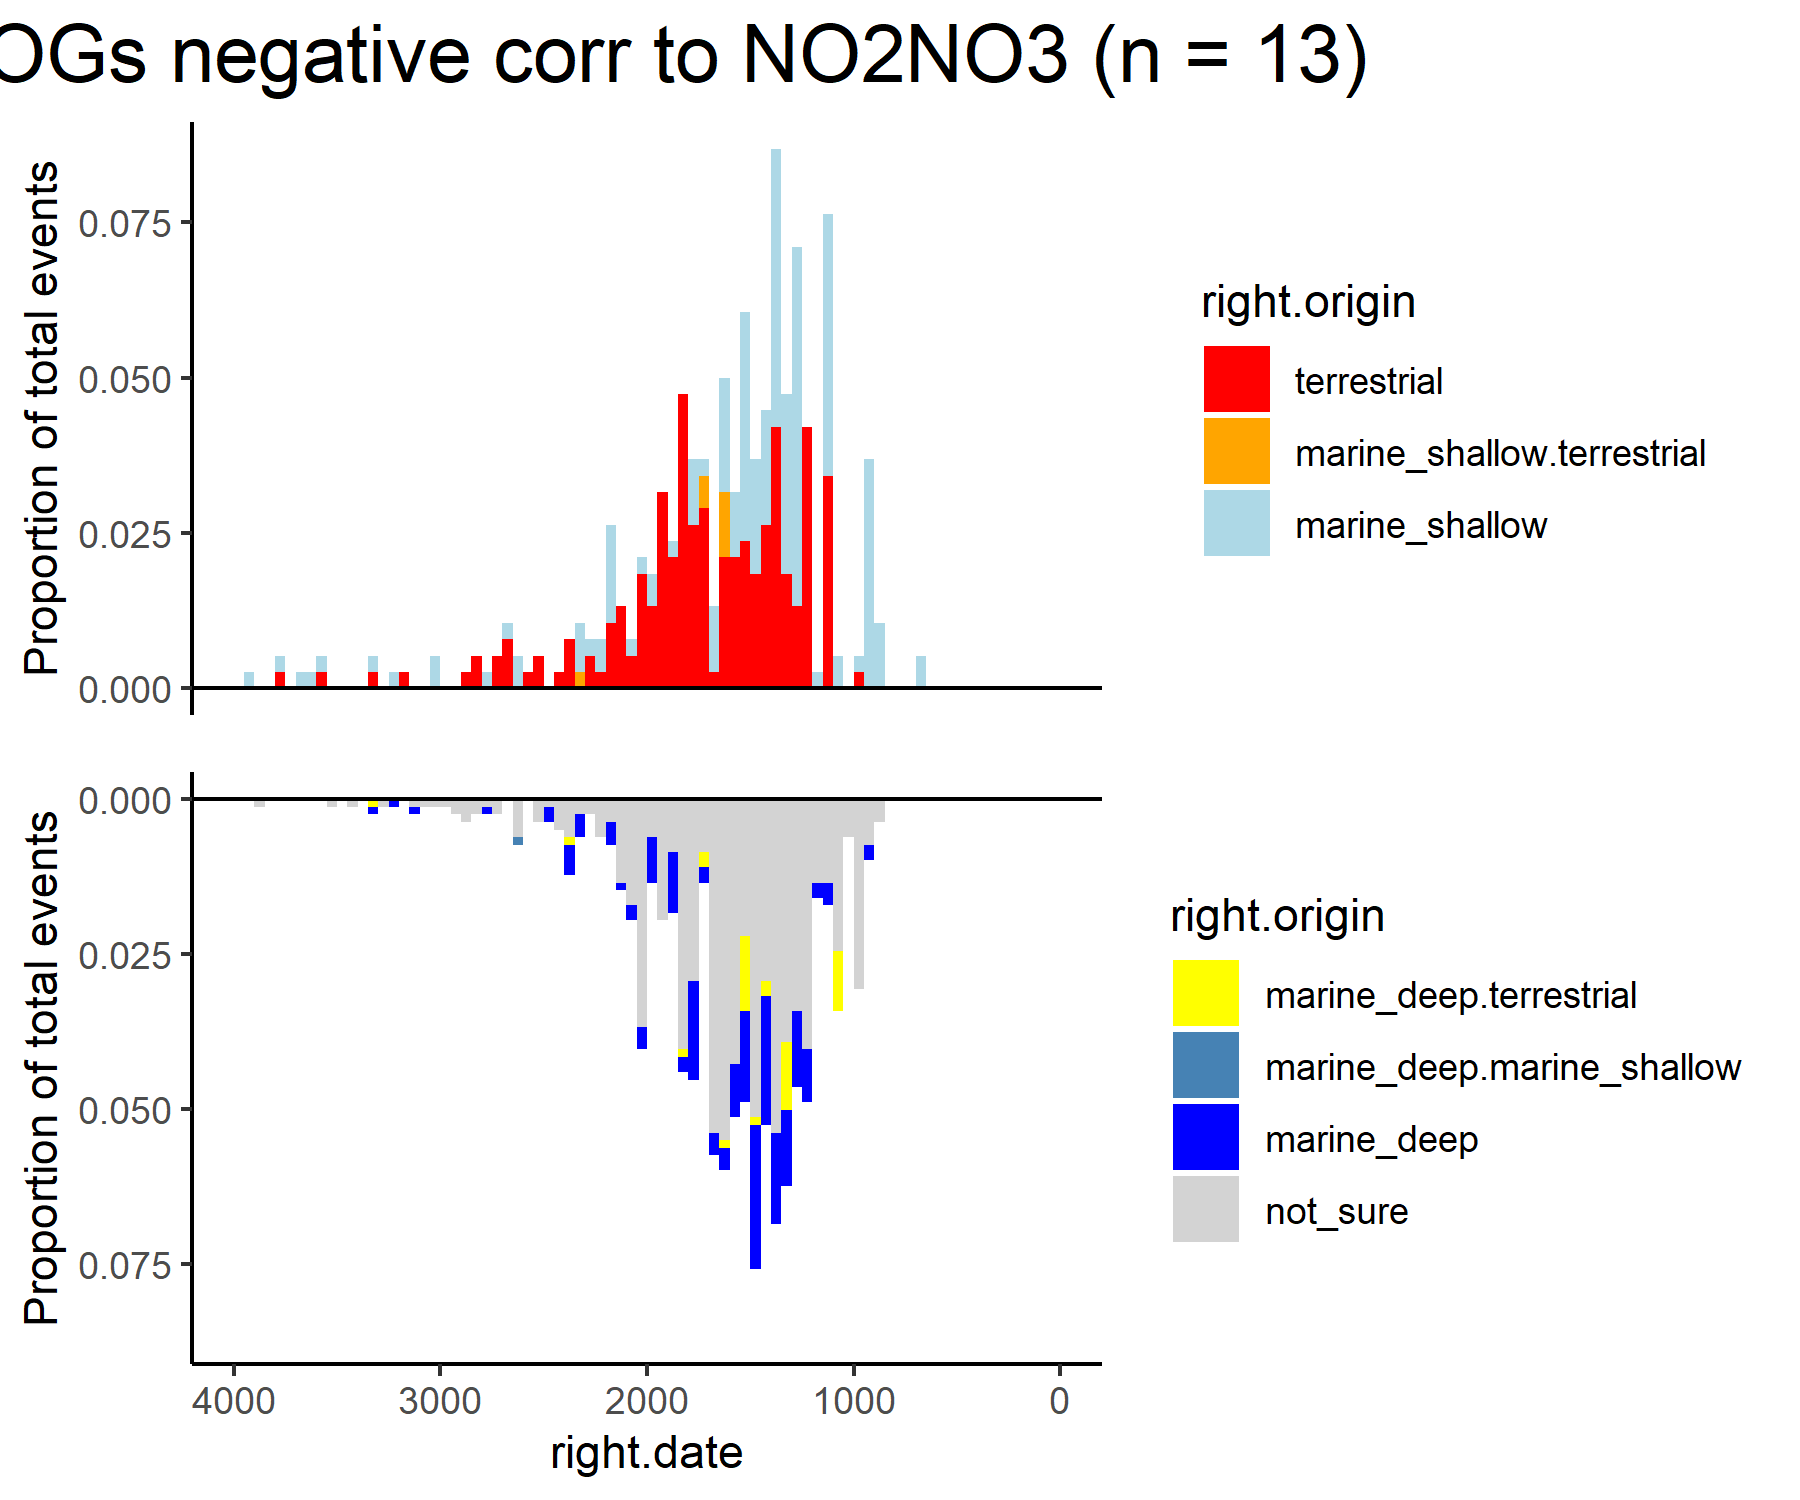 OGs negative corr to NO2NO3 (n = 13)
Proportion of total events
0.075
0.050
0.025
0.000
right.origin
terrestrial
marine_shallow.terrestrial
marine_shallow
Proportion of total events
0.000
0.025
0.050
0.075
4000 3000 2000 1000 0
right.date
right.origin
marine_deep.terrestrial
marine_deep.marine_shallow
marine_deep
not_sure